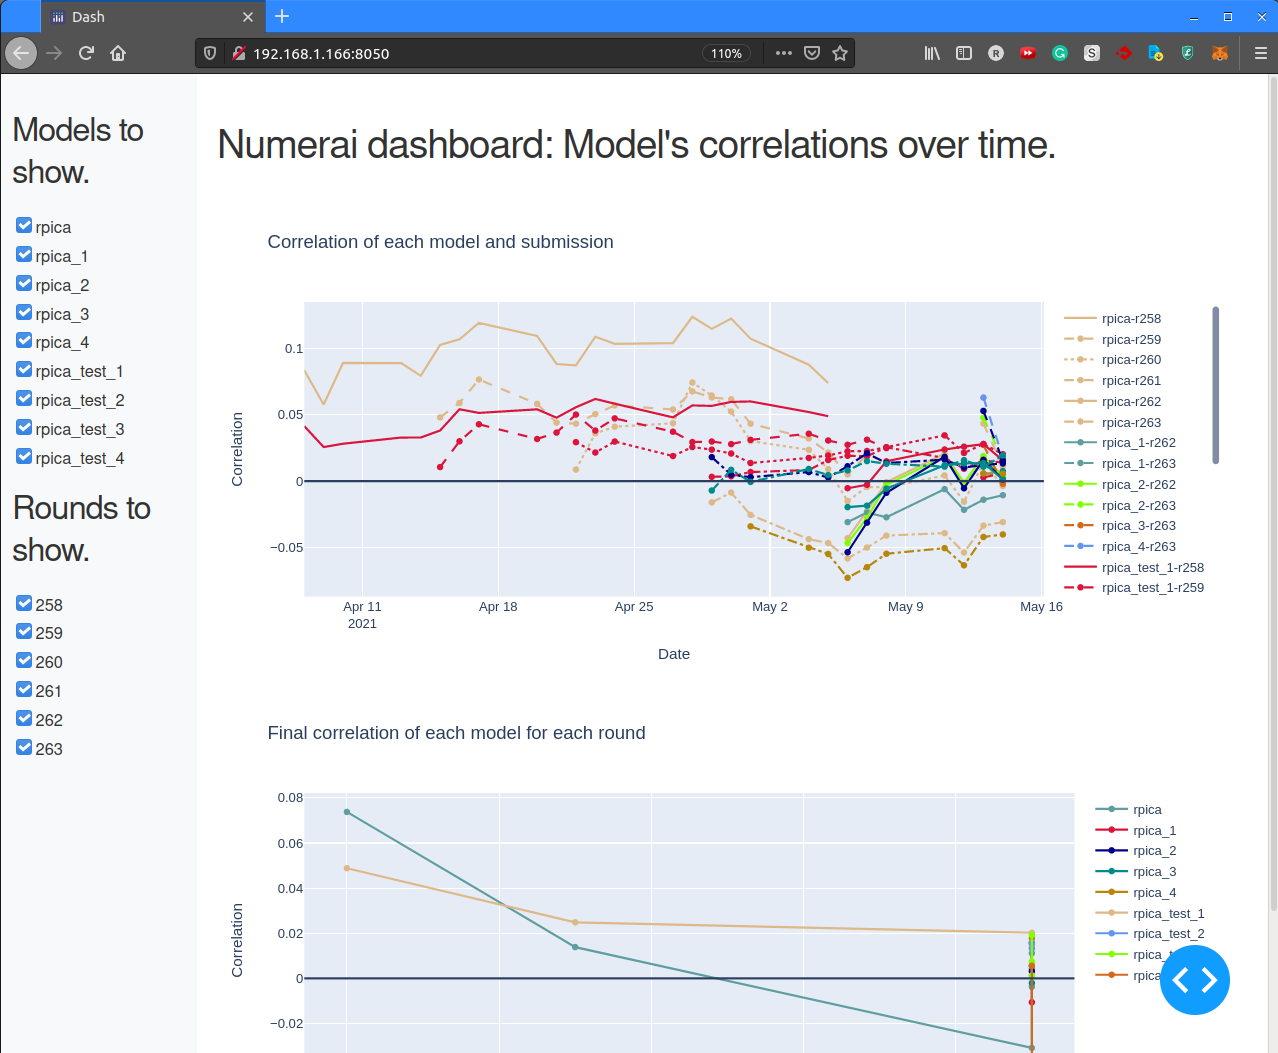 Dash
192.168.1.166:8050
110%
Models to
show.
rpica
rpica_1
rpica_2
rpica_3
rpica_4
rpica_test_1
rpica_test_2
rpica_test_3
rpica_test_4
Rounds to
show.
258
259
260
261
262
263
Numerai dashboard: Model's correlations over time.
Correlation of each model and submission
0.1
0.05
0
−0.05
Correlation
Apr 11
2021
Apr 18
Apr 25
May 2
May 9
May 16
Date
rpica-r258
rpica-r259
rpica-r260
rpica-r261
rpica-r262
rpica-r263
rpica_1-r262
rpica_1-r263
rpica_2-r262
rpica_2-r263
rpica_3-r263
rpica_4-r263
rpica_test_1-r258
rpica_test_1-r259
Final correlation of each model for each round
0.08
0.06
0.04
0.02
0
−0.02
Correlation
rpica
rpica_1
rpica_2
rpica_3
rpica_4
rpica_test_1
rpica_test_2
rpica_t
rpica